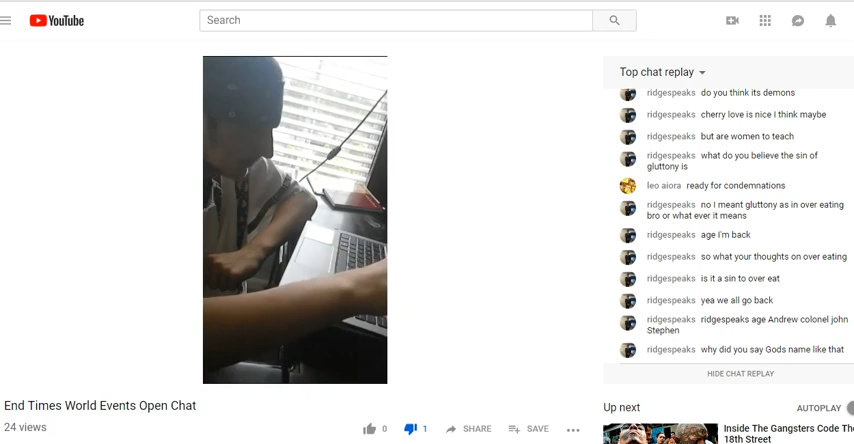 YouTube
Search
Top chat replay
ridgespeaks do you think its demons
ridgespeaks cherry love is nice I think maybe
ridgespeaks but are women to teach
ridgespeaks what do you believe the sin of
gluttony is
leo aiora ready for condemnations
ridgespeaks no I meant gluttony as in over eating
bro or what ever it means
ridgespeaks age I'm back
ridgespeaks so what your thoughts on over eating
ridgespeaks is it a sin to over eat
ridgespeaks yea we all go back
ridgespeaks ridgespeaks age Andrew colonel john
Stephen
ridgespeaks why did you say Gods name like that
HIDE CHAT REPLAY
End Times World Events Open Chat
24 views
0
1
SHARE
SAVE
Up next
AUTOPLAY
Inside The Gangsters Code The
18th Street